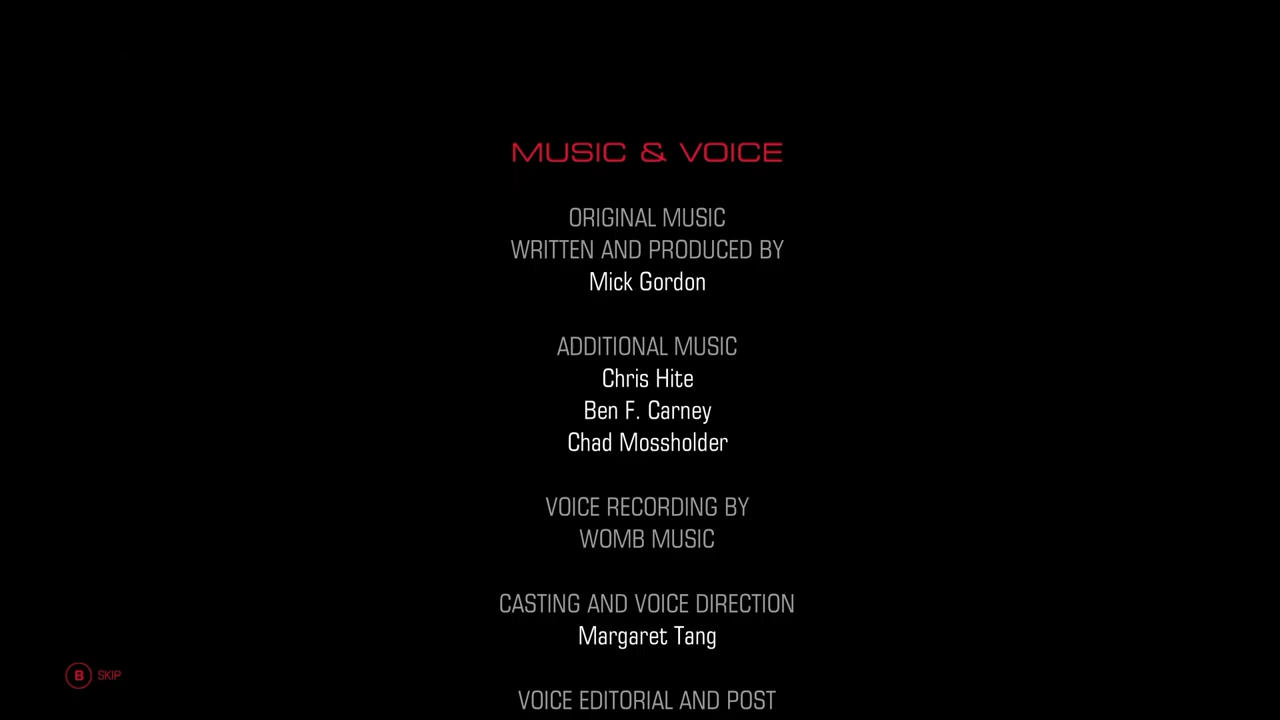 MUSIC & VOICE
ORIGINAL MUSIC
WRITTEN AND PRODUCED BY
Mick Gordon
ADDITIONAL MUSIC
Chris Hite
Ben F. Carney
Chad Mossholder
VOICE RECORDING BY
WOMB MUSIC
CASTING AND VOICE DIRECTION
Margaret Tang
B SKIP
VOICE EDITORIAL AND POST